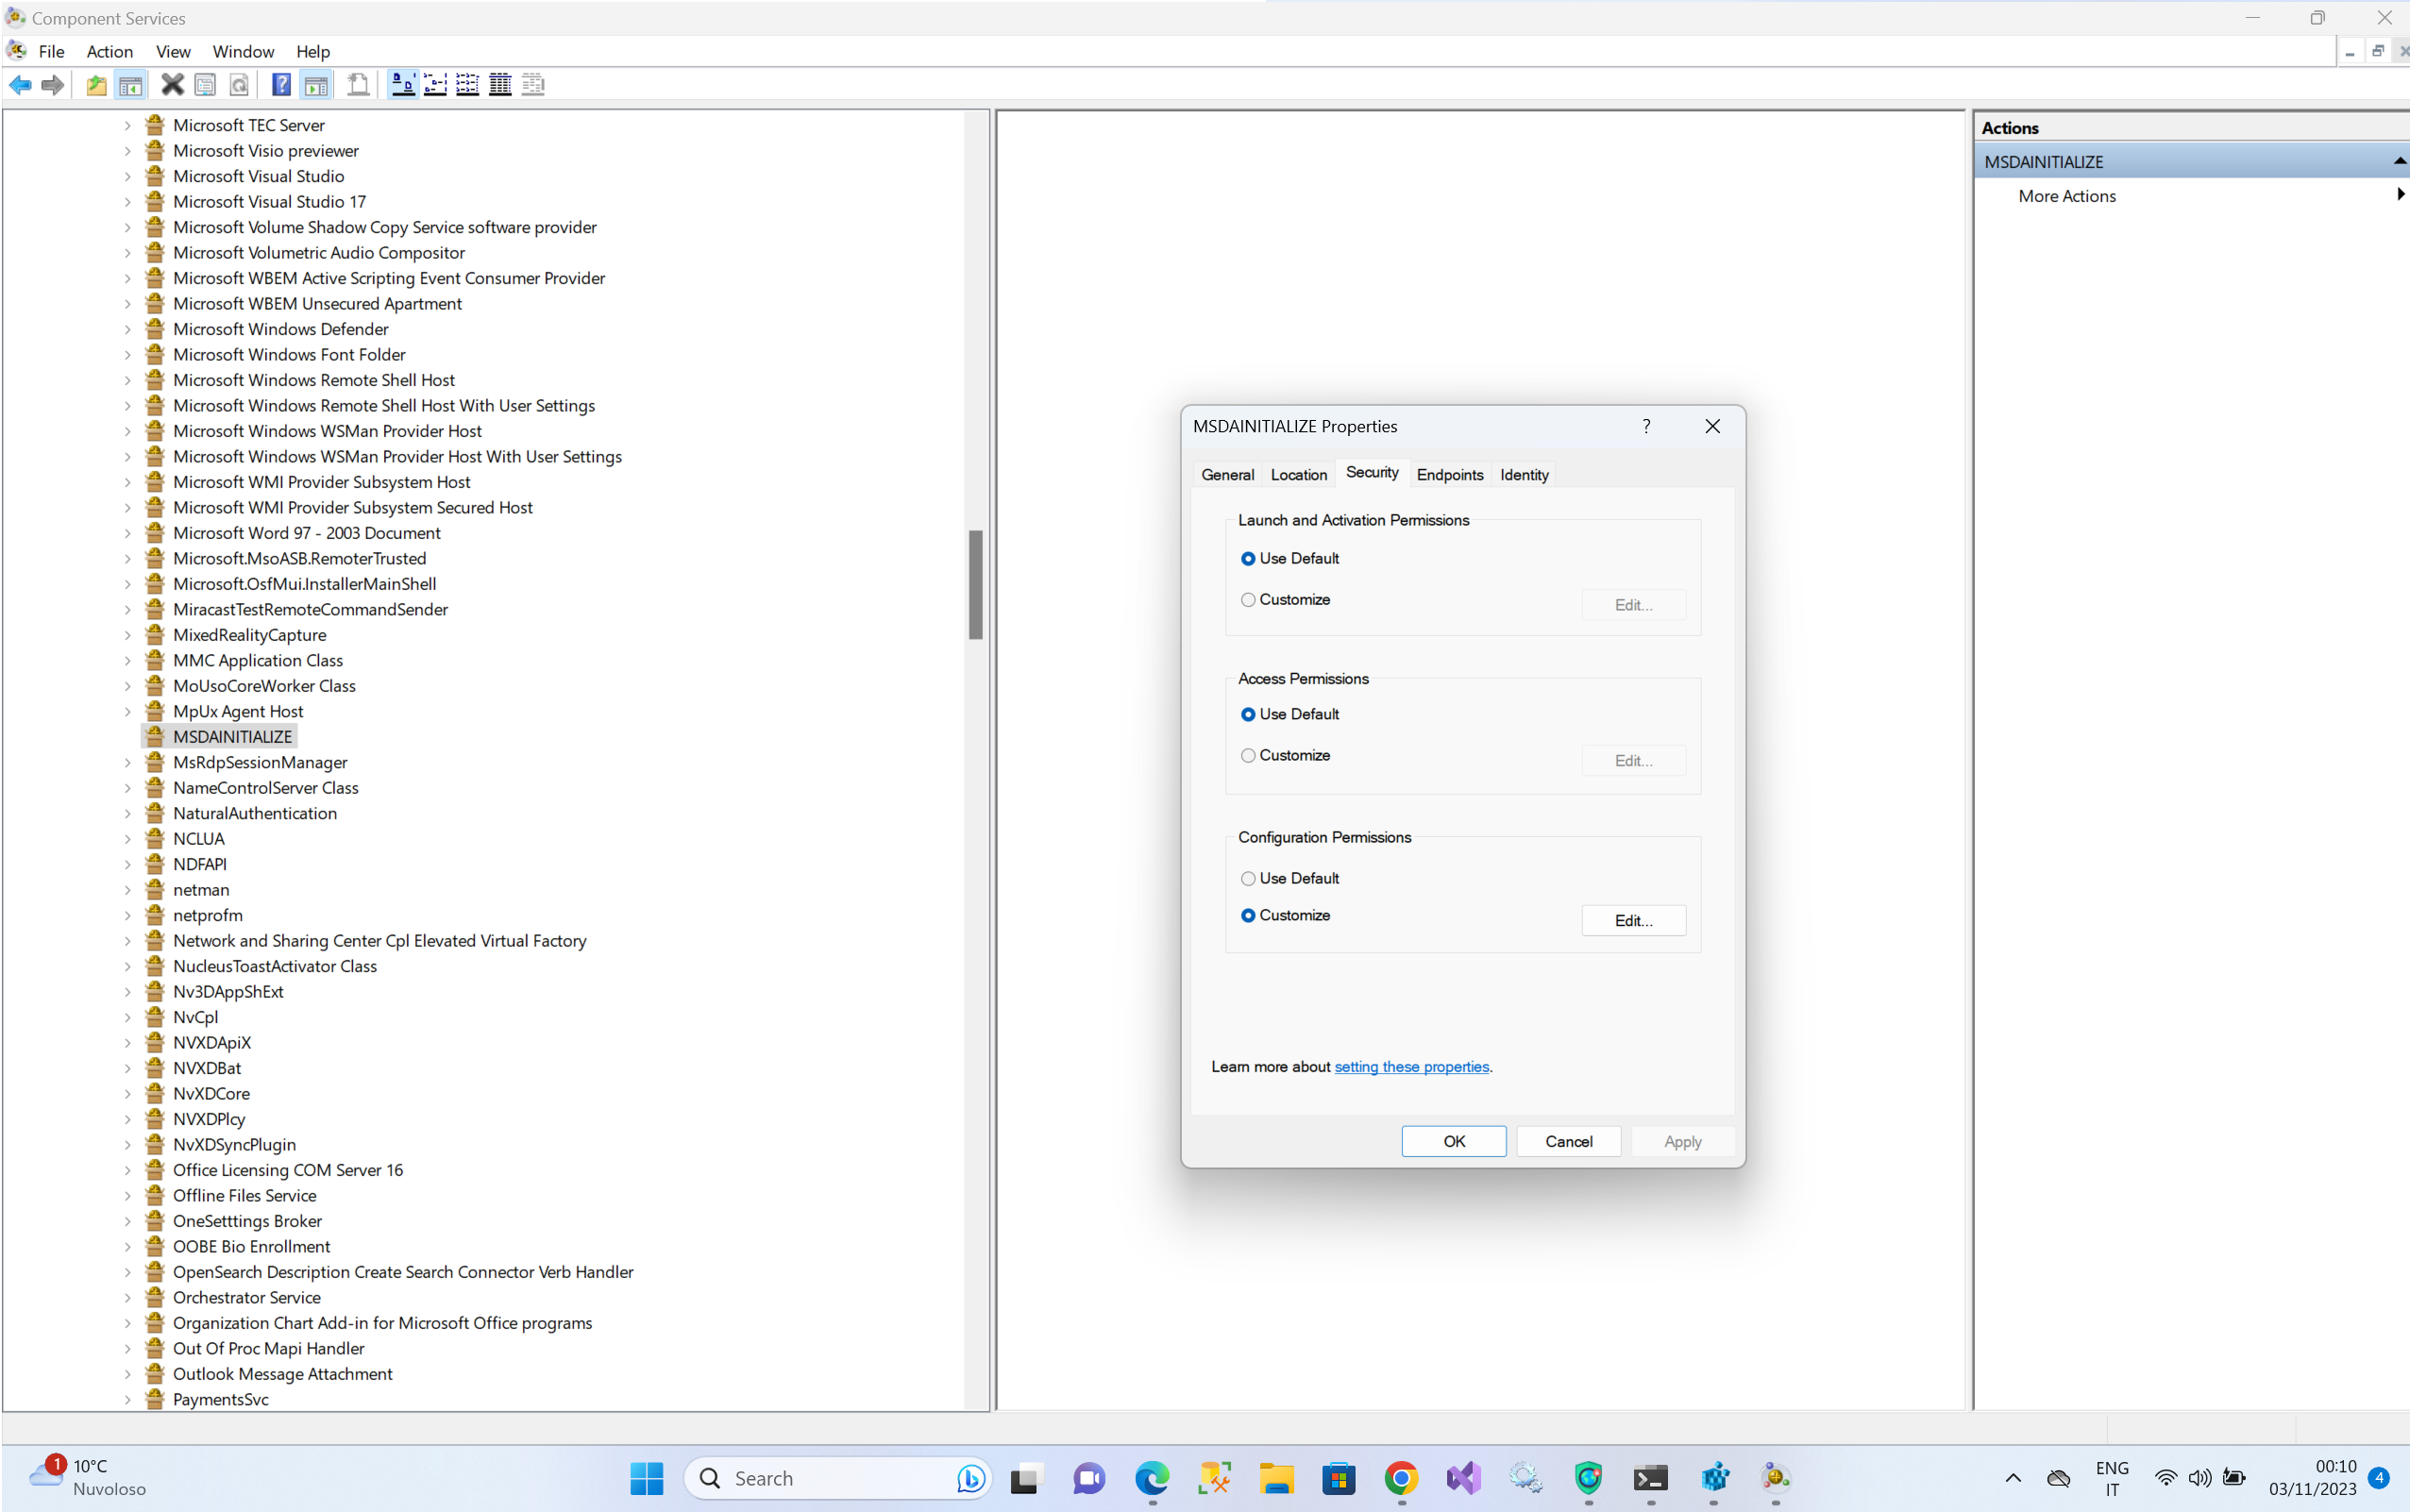 Component Services
File Action View Window Help
Microsoft TEC Server
Microsoft Visio previewer
Microsoft Visual Studio
Microsoft Visual Studio 17
Microsoft Volume Shadow Copy Service software provider
Microsoft Volumetric Audio Compositor
Microsoft WBEM Active Scripting Event Consumer Provider
Microsoft WBEM Unsecured Apartment
Microsoft Windows Defender
Microsoft Windows Font Folder
Microsoft Windows Remote Shell Host
Microsoft Windows Remote Shell Host With User Settings
Microsoft Windows WSMan Provider Host
Microsoft Windows WSMan Provider Host With User Settings
Microsoft WMI Provider Subsystem Host
Microsoft WMI Provider Subsystem Secured Host
Microsoft Word 97 - 2003 Document
Microsoft.MsoASB.RemoterTrusted
Microsoft.OsfMui.InstallerMainShell
MiracastTestRemoteCommandSender
MixedRealityCapture
MMC Application Class
MoUsoCoreWorker Class
MpUx Agent Host
MSDAINITIALIZE
MsRdpSessionManager
NameControlServer Class
NaturalAuthentication
NCLUA
NDFAPI
netman
netprofm
Network and Sharing Center Cpl Elevated Virtual Factory
NucleusToastActivator Class
Nv3DAppShExt
NvCpl
NVXDApiX
NVXDBat
NvXDCore
NVXDPlcy
NvXDSyncPlugin
Office Licensing COM Server 16
Offline Files Service
OneSetttings Broker
OOBE Bio Enrollment
OpenSearch Description Create Search Connector Verb Handler
Orchestrator Service
Organization Chart Add-in for Microsoft Office programs
Out Of Proc Mapi Handler
Outlook Message Attachment
PaymentsSvc
MSDAINITIALIZE Properties ?
General Location Security Endpoints Identity
Launch and Activation Permissions
Use Default
Customize Edit...
Access Permissions
Use Default
Customize Edit...
Configuration Permissions
Use Default
Customize Edit...
Learn more about setting these properties.
OK Cancel Apply
Actions
MSDAINITIALIZE
More Actions
1 10°C
Nuvoloso
Search
ENG
IT
00:10
03/11/2023
4